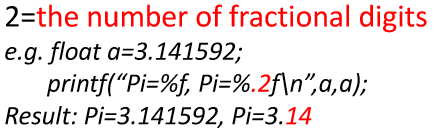 2=the number of fractional digits
e.g. float a=3.141592;
printf(“Pi=%f, Pi=%.2f\n”,a,a);
Result: Pi=3.141592, Pi=3.14